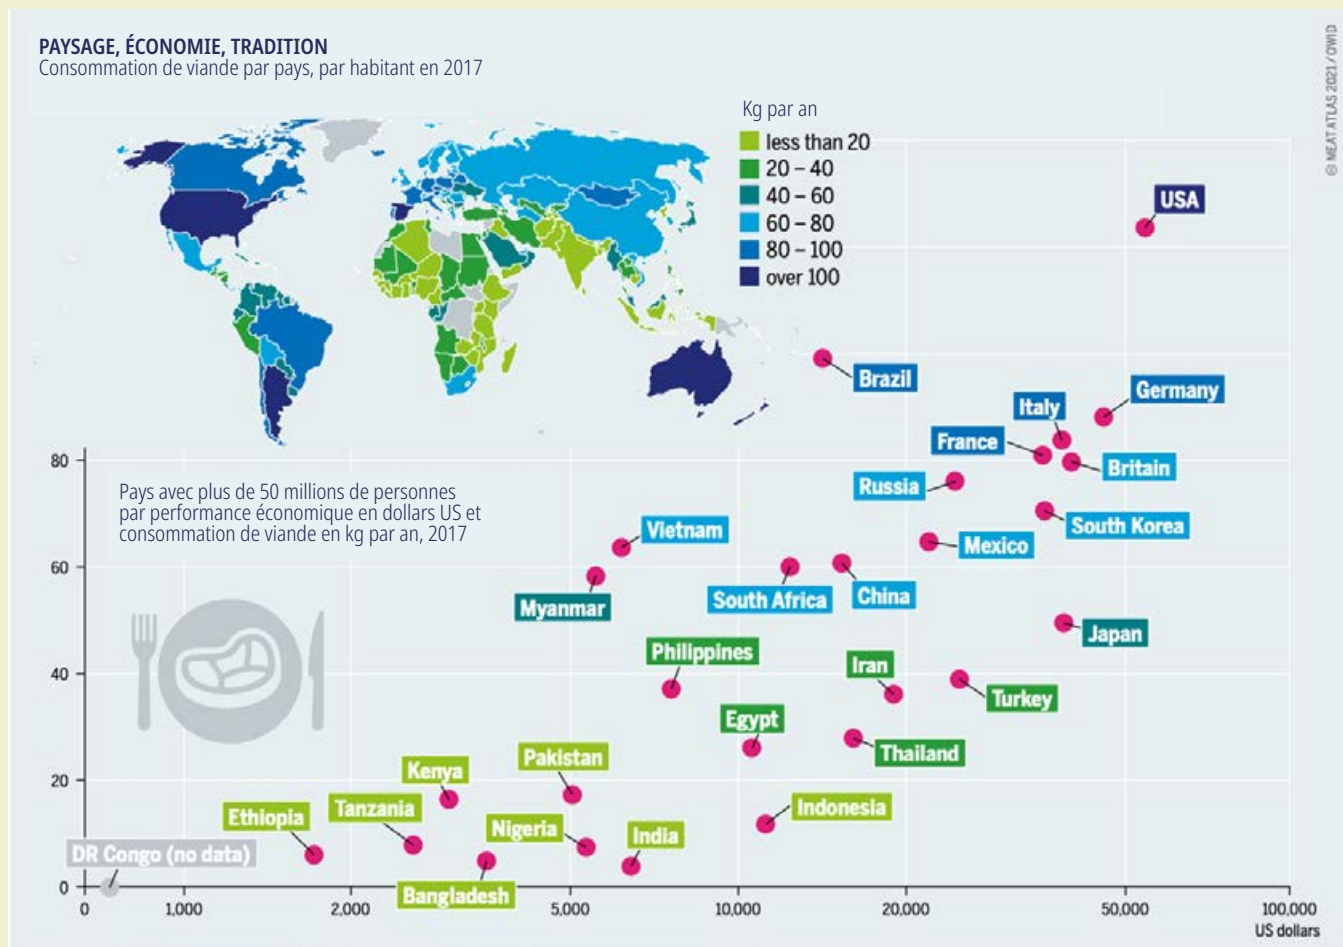 PAYSAGE, ÉCONOMIE, TRADITION
Consommation de viande par pays, par habitant en 2017
© MEAT ATLAS 2021 / OWID
Kg par an
less than 20
20 – 40
40 – 60
60 – 80
80 – 100
over 100
USA
Brazil
Germany
Italy
France
Britain
Russia
South Korea
Vietnam
Mexico
South Africa
China
Myanmar
Japan
Philippines
Iran
Turkey
Egypt
Thailand
Pakistan
Kenya
Indonesia
Tanzania
Ethiopia
Nigeria
India
DR Congo (no data)
Bangladesh
Pays avec plus de 50 millions de personnes
par performance économique en dollars US et
consommation de viande en kg par an, 2017
80
60
40
20
0
0
1,000
2,000
5,000
10,000
20,000
50,000
100,000
US dollars